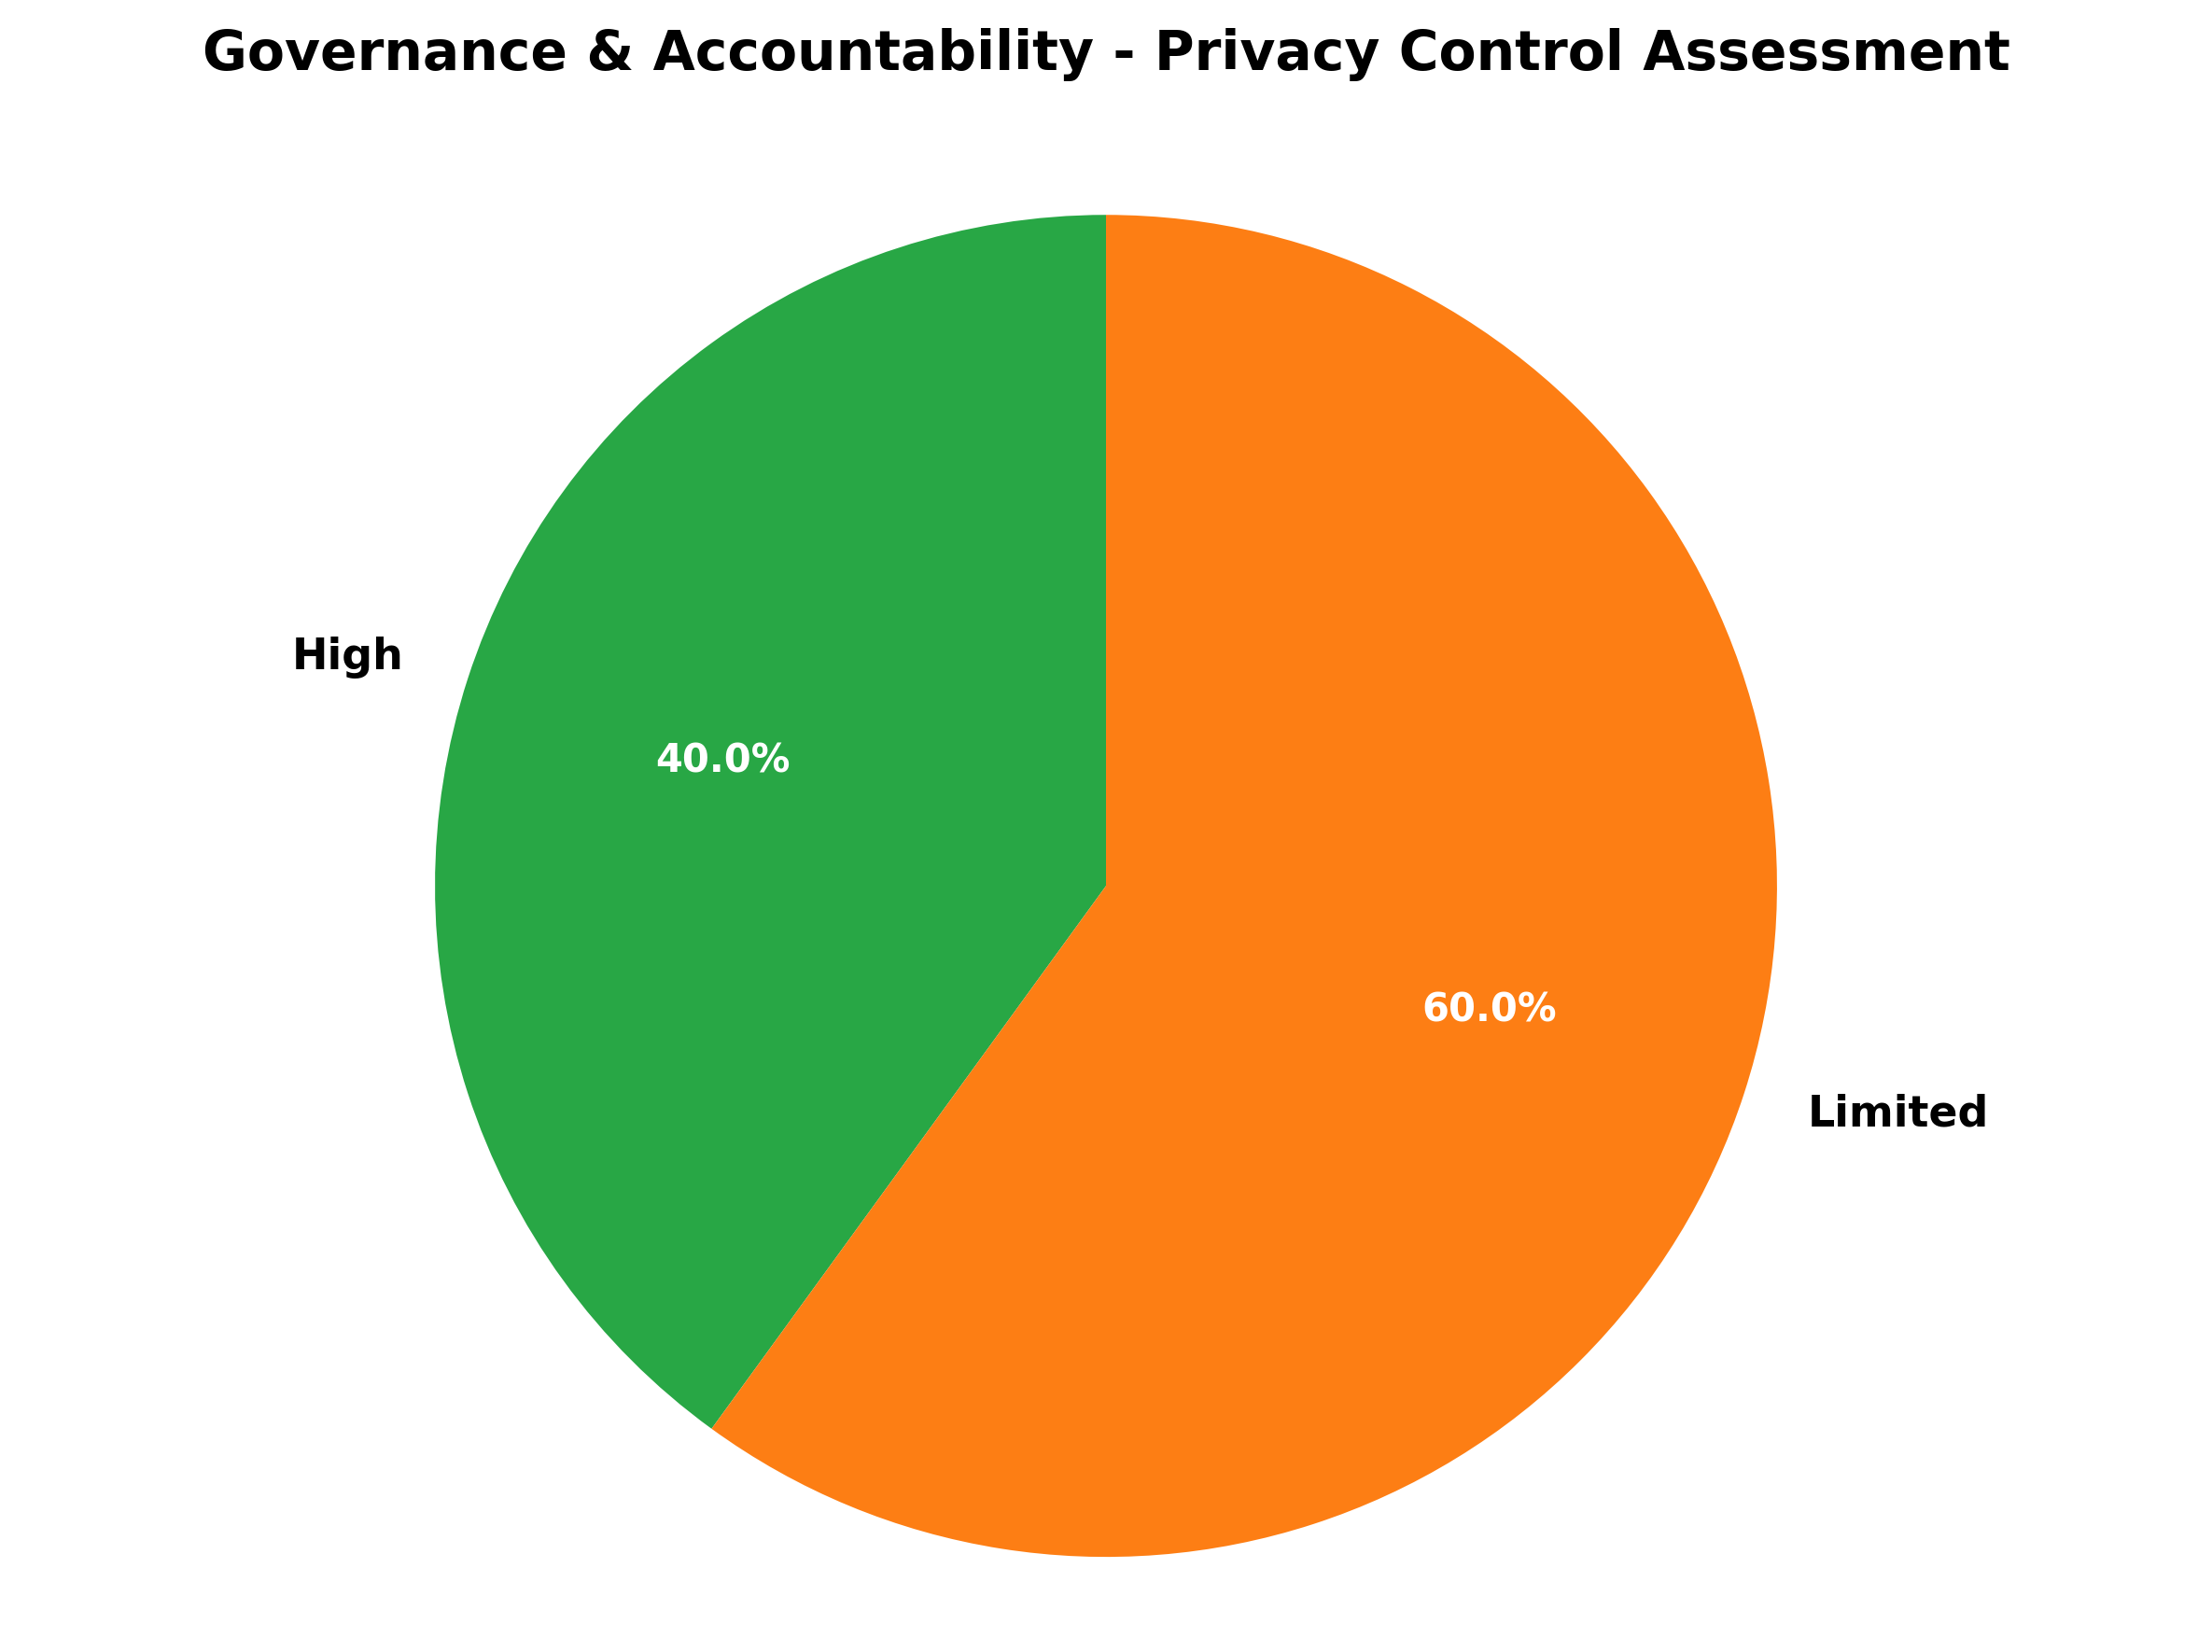 Governance & Accountability - Privacy Control Assessment
High
40.0%
60.0%
Limited